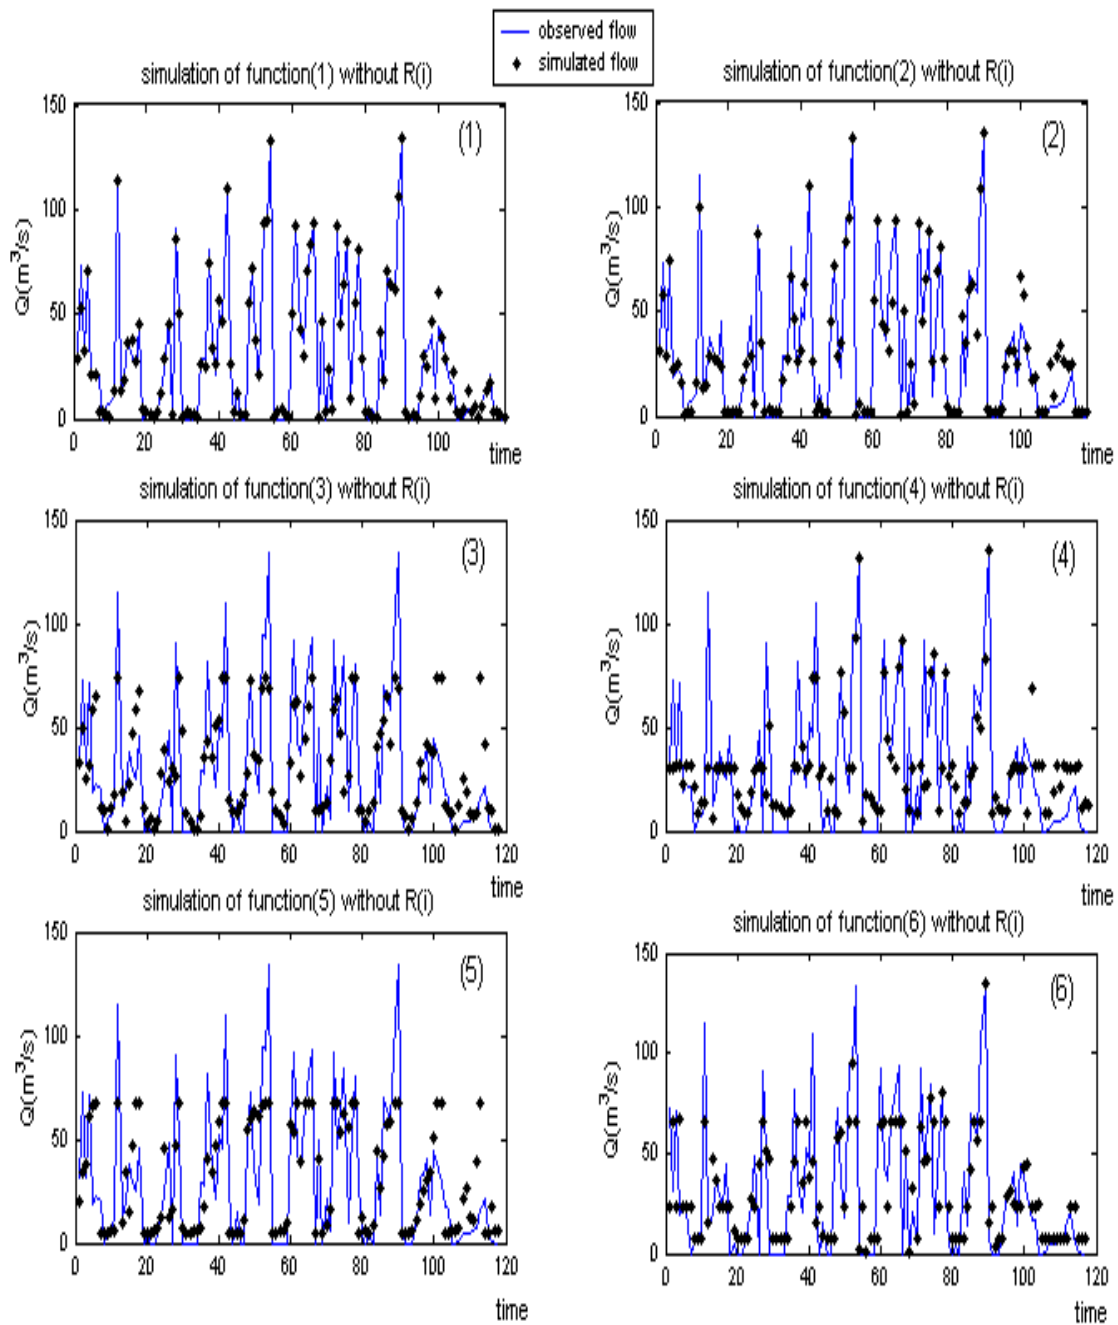 observed flow
simulated flow
simulation of function(1) without R(i)
(1)
Q(m³/s)
150
100
50
0
0 20 40 60 80 100
time
simulation of function(2) without R(i)
(2)
Q(m³/s)
150
100
50
0
0 20 40 60 80 100
time
simulation of function(3) without R(i)
(3)
Q(m³/s)
150
100
50
0
0 20 40 60 80 100 120
time
simulation of function(4) without R(i)
(4)
Q(m³/s)
150
100
50
0
0 20 40 60 80 100 120
time
simulation of function(5) without R(i)
(5)
Q(m³/s)
150
100
50
0
0 20 40 60 80 100 120
time
simulation of function(6) without R(i)
(6)
Q(m³/s)
150
100
50
0
0 20 40 60 80 100 120
time